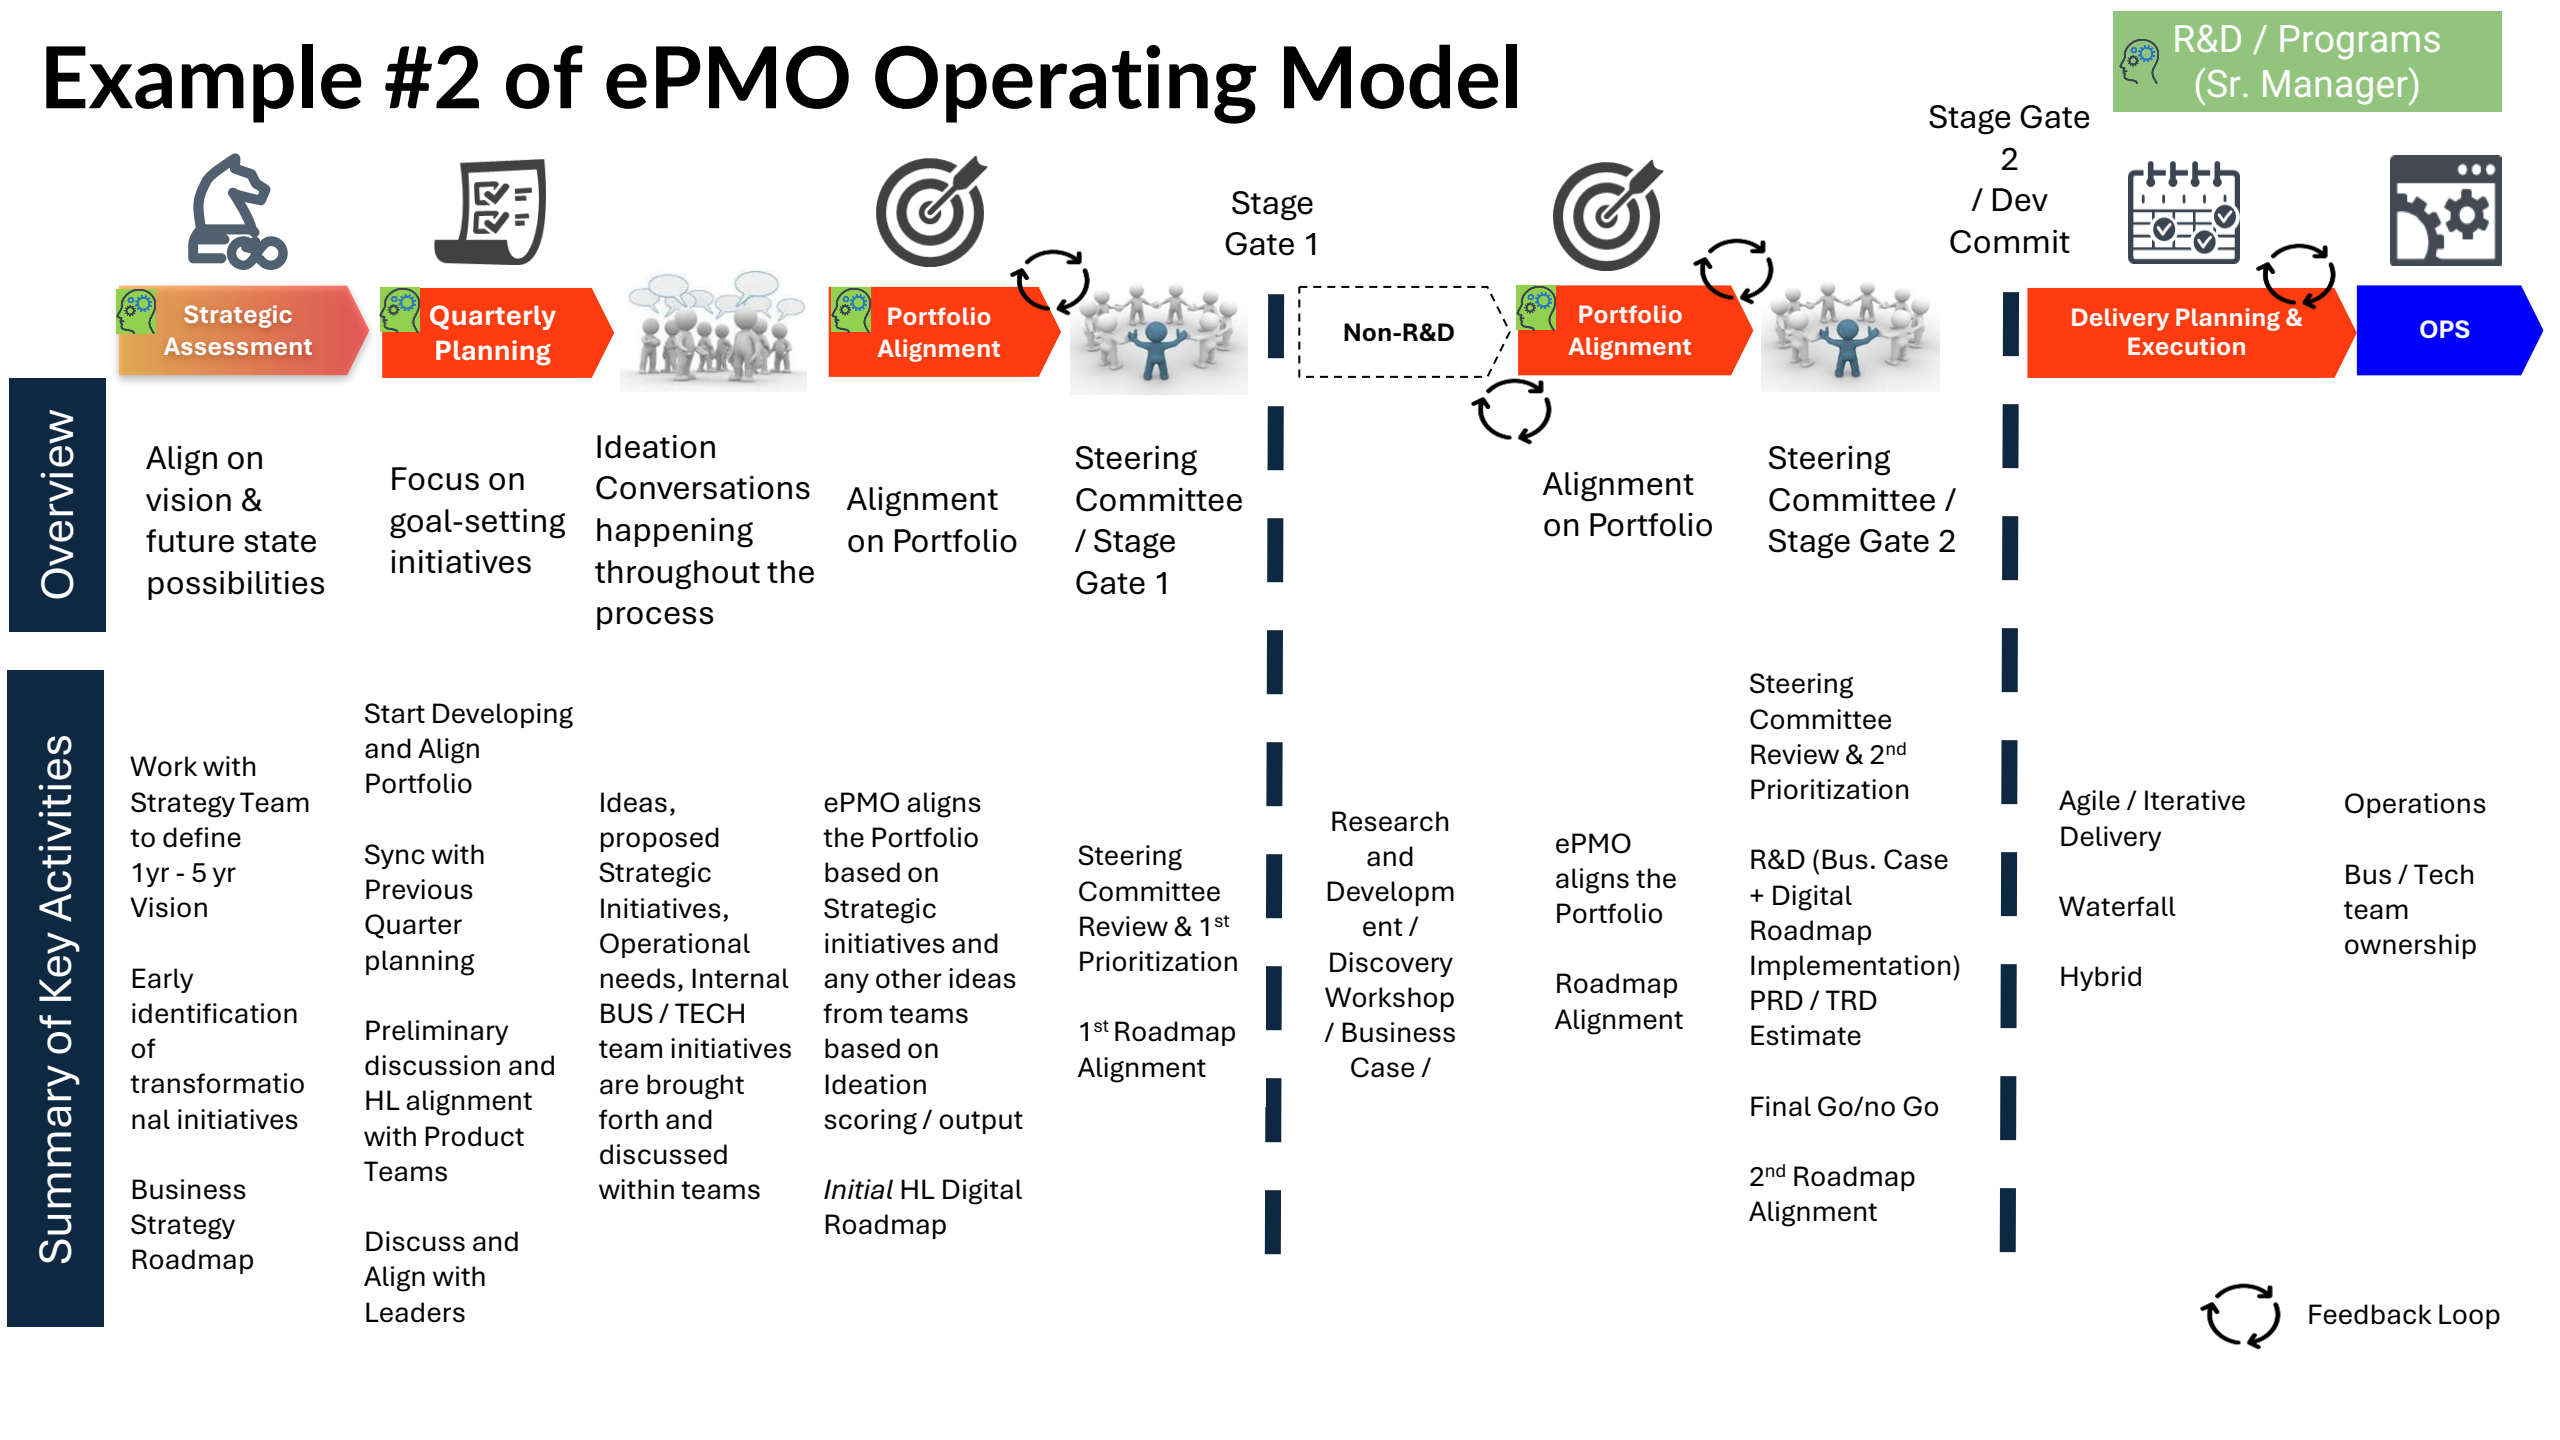 Example #2 of ePMO Operating Model
R&D / Programs
(Sr. Manager)
Stage
Gate 1
Stage Gate
2
/ Dev
Commit
Strategic
Assessment
Quarterly
Planning
Portfolio
Alignment
Non-R&D
Portfolio
Alignment
Delivery Planning &
Execution
OPS
Overview
Align on
vision &
future state
possibilities
Focus on
goal-setting
initiatives
Ideation
Conversations
happening
throughout the
process
Alignment
on Portfolio
Steering
Committee
/ Stage
Gate 1
Alignment
on Portfolio
Steering
Committee /
Stage Gate 2
Summary of Key Activities
Work with
Strategy Team
to define
1yr - 5 yr
Vision
Early
identification
of
transformatio
nal initiatives
Business
Strategy
Roadmap
Start Developing
and Align
Portfolio
Sync with
Previous
Quarter
planning
Preliminary
discussion and
HL alignment
with Product
Teams
Discuss and
Align with
Leaders
Ideas,
proposed
Strategic
Initiatives,
Operational
needs, Internal
BUS / TECH
team initiatives
are brought
forth and
discussed
within teams
ePMO aligns
the Portfolio
based on
Strategic
initiatives and
any other ideas
from teams
based on
Ideation
scoring / output
Initial HL Digital
Roadmap
Steering
Committee
Review & 1st
Prioritization
1st Roadmap
Alignment
Research
and
Developm
ent /
Discovery
Workshop
/ Business
Case /
ePMO
aligns the
Portfolio
Roadmap
Alignment
Steering
Committee
Review & 2nd
Prioritization
R&D (Bus. Case
+ Digital
Roadmap
Implementation)
PRD / TRD
Estimate
Final Go/no Go
2nd Roadmap
Alignment
Agile / Iterative
Delivery
Waterfall
Hybrid
Operations
Bus / Tech
team
ownership
Feedback Loop